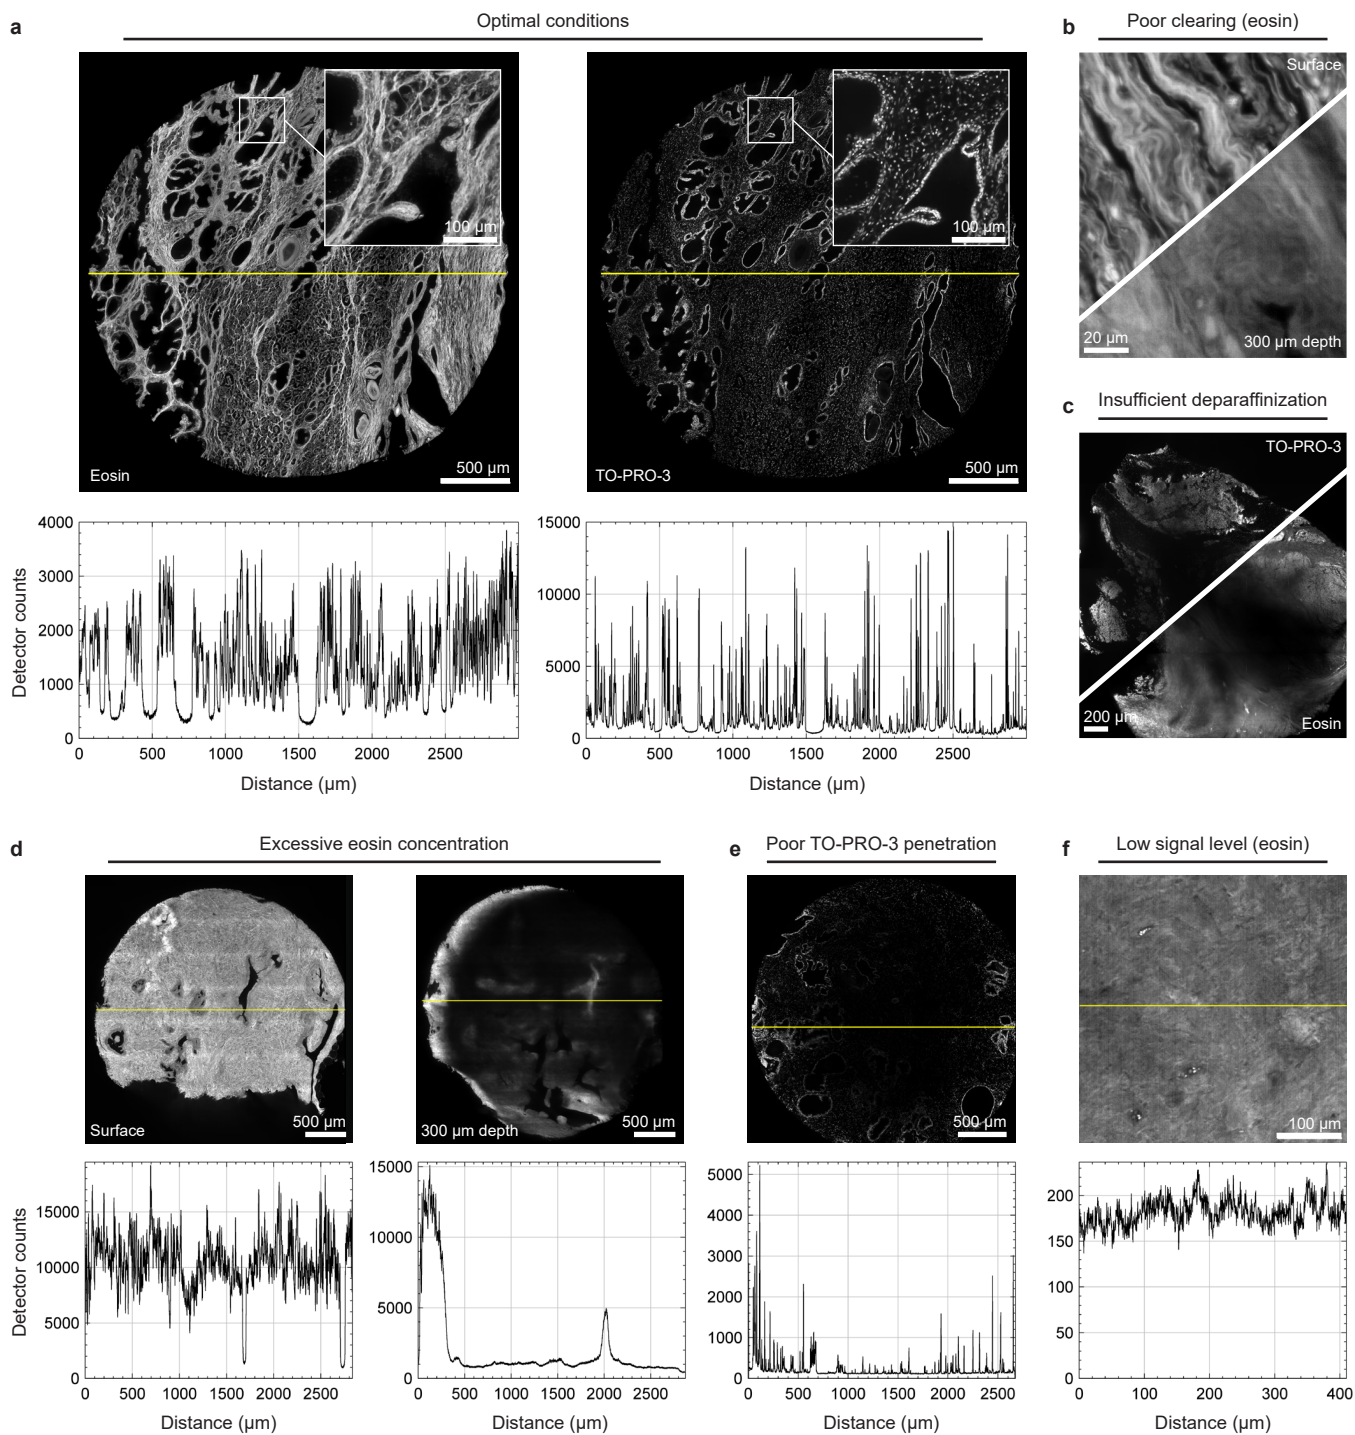 a
Optimal conditions
b
Poor clearing (eosin)
100 µm
Eosin
500 µm
100 µm
TO-PRO-3
500 µm
Surface
20 µm
300 µm depth
c
Insufficient deparaffinization
TO-PRO-3
200 µm
Eosin
Detector counts
4000
3000
2000
1000
0
0 500 1000 1500 2000 2500
Distance (µm)
15000
10000
5000
0
0 500 1000 1500 2000 2500
Distance (µm)
d
Excessive eosin concentration
e
Poor TO-PRO-3 penetration
f
Low signal level (eosin)
Surface
500 µm
300 µm depth
500 µm
500 µm
100 µm
Detector counts
15000
10000
5000
0
0 500 1000 1500 2000 2500
Distance (µm)
15000
10000
5000
0
0 500 1000 1500 2000 2500
Distance (µm)
5000
4000
3000
2000
1000
0
0 500 1000 1500 2000 2500
Distance (µm)
200
150
100
50
0
0 100 200 300 400
Distance (µm)